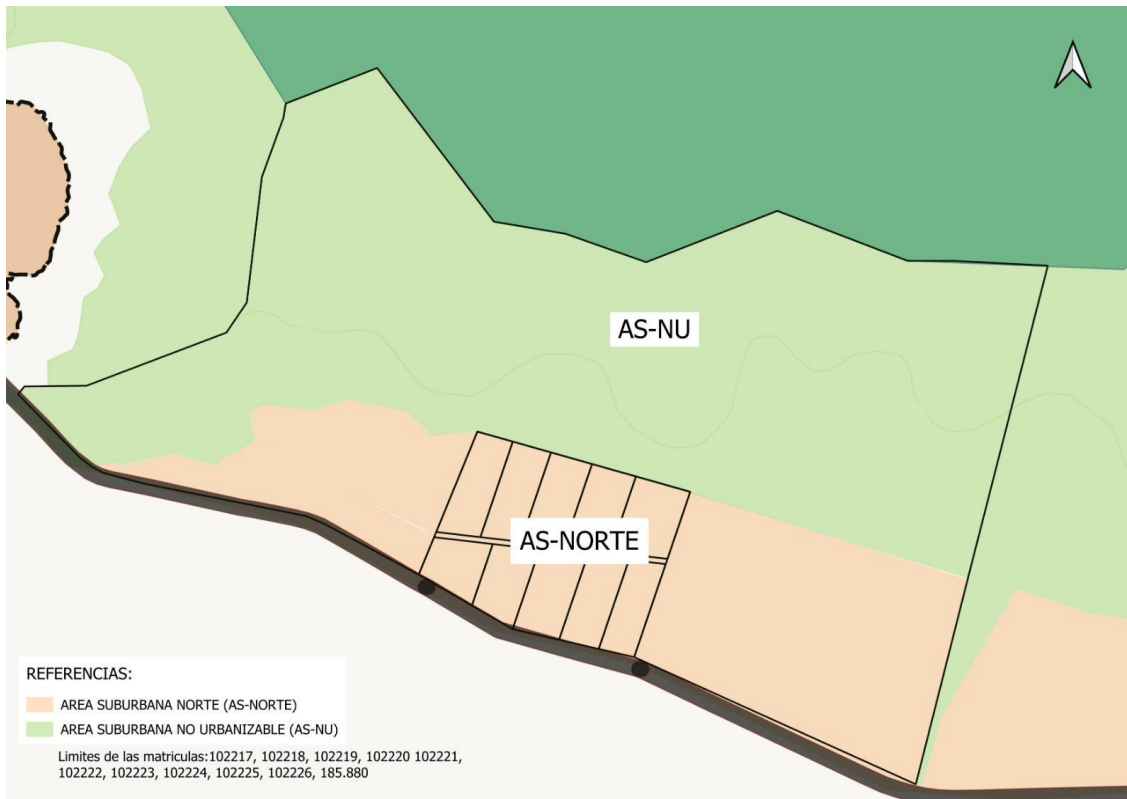 AS-NU
AS-NORTE
REFERENCIAS:
AREA SUBURBANA NORTE (AS-NORTE)
AREA SUBURBANA NO URBANIZABLE (AS-NU)
Limites de las matriculas:102217, 102218, 102219, 102220 102221,
102222, 102223, 102224, 102225, 102226, 185.880